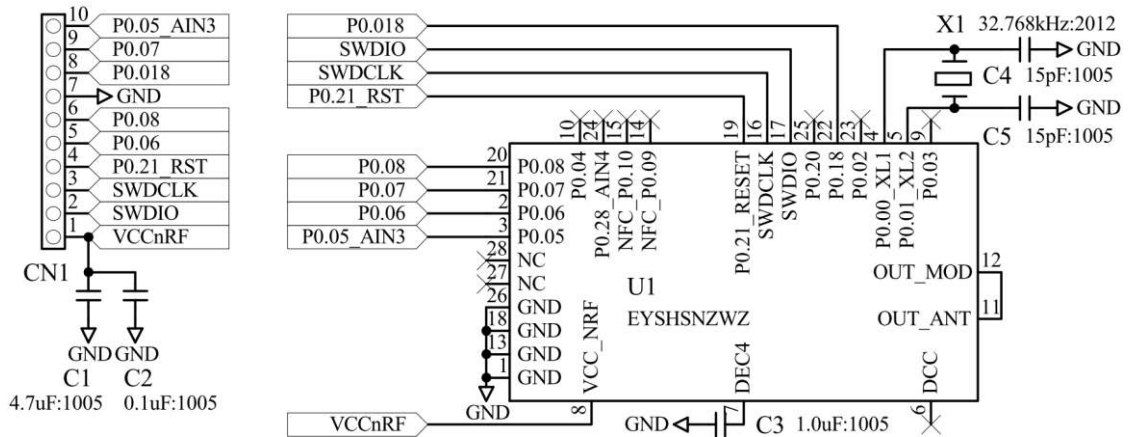 10 P0.05_AIN3
9 P0.07
8 P0.018
7 GND
6 P0.08
5 P0.06
4 P0.21_RST
3 SWDCLK
2 SWDIO
1 VCCnRF
CN1
GND GND
C1 C2
4.7uF:1005 0.1uF:1005
P0.018
SWDIO
SWDCLK
P0.21_RST
P0.08
P0.07
P0.06
P0.05_AIN3
VCCnRF
20 P0.08
21 P0.07
2 P0.06
3 P0.05
28 NC
27 NC
26 GND
18 GND
13 GND
1 GND
GND
10 P0.04
24 P0.28_AIN4
15 NFC_P0.10
14 NFC_P0.09
19 P0.21_RESET
16 SWDCLK
17 SWDIO
25 P0.20
22 P0.18
23 P0.02
4 P0.00_XL1
5 P0.01_XL2
9 P0.03
U1
EYSHSNZWZ
OUT_MOD 12
OUT_ANT 11
VCC_NRF 8
DEC4 7
DCC 6
GND C3 1.0uF:1005
X1 32.768kHz:2012
GND
C4 15pF:1005
GND
C5 15pF:1005